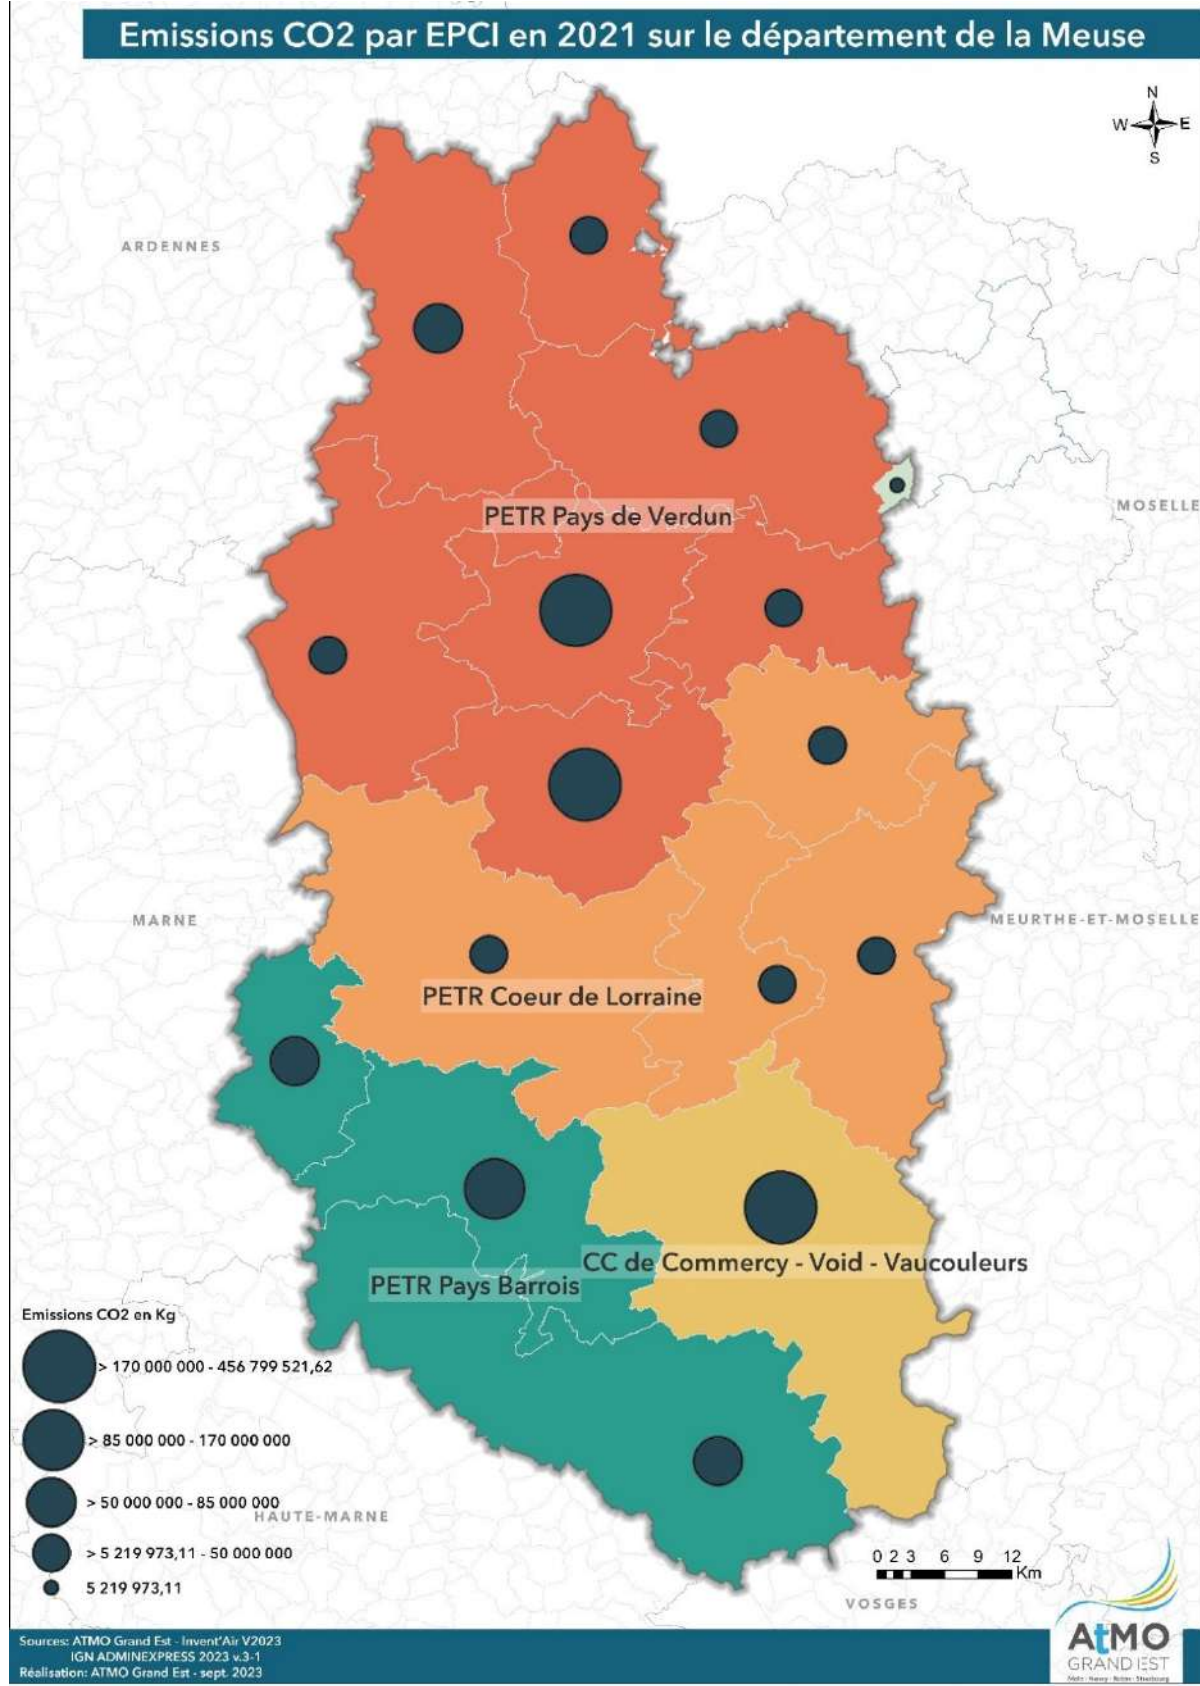 Emissions CO2 par EPCI en 2021 sur le département de la Meuse
N
W E
S
ARDENNES
MOSELLE
PETR Pays de Verdun
MARNE
MEURTHE-ET-MOSELLE
PETR Coeur de Lorraine
CC de Commercy - Void - Vaucouleurs
PETR Pays Barrois
Emissions CO2 en Kg
> 170 000 000 - 456 799 521,62
> 85 000 000 - 170 000 000
> 50 000 000 - 85 000 000
HAUTE-MARNE
> 5 219 973,11 - 50 000 000
5 219 973,11
0 2 3 6 9 12
Km
VOSGES
Sources: ATMO Grand Est - Invent'Air V2023
IGN ADMINEXPRESS 2023 v.3-1
Réalisation: ATMO Grand Est - sept. 2023
AtMO
GRAND EST
Metz - Nancy - Reims - Strasbourg